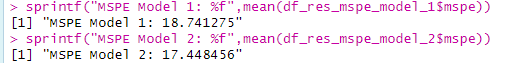 > sprintf("MSPE Model 1: %f",mean(df_res_mspe_model_1$mspe))
[1] "MSPE Model 1: 18.741275"
> sprintf("MSPE Model 2: %f",mean(df_res_mspe_model_2$mspe))
[1] "MSPE Model 2: 17.448456"